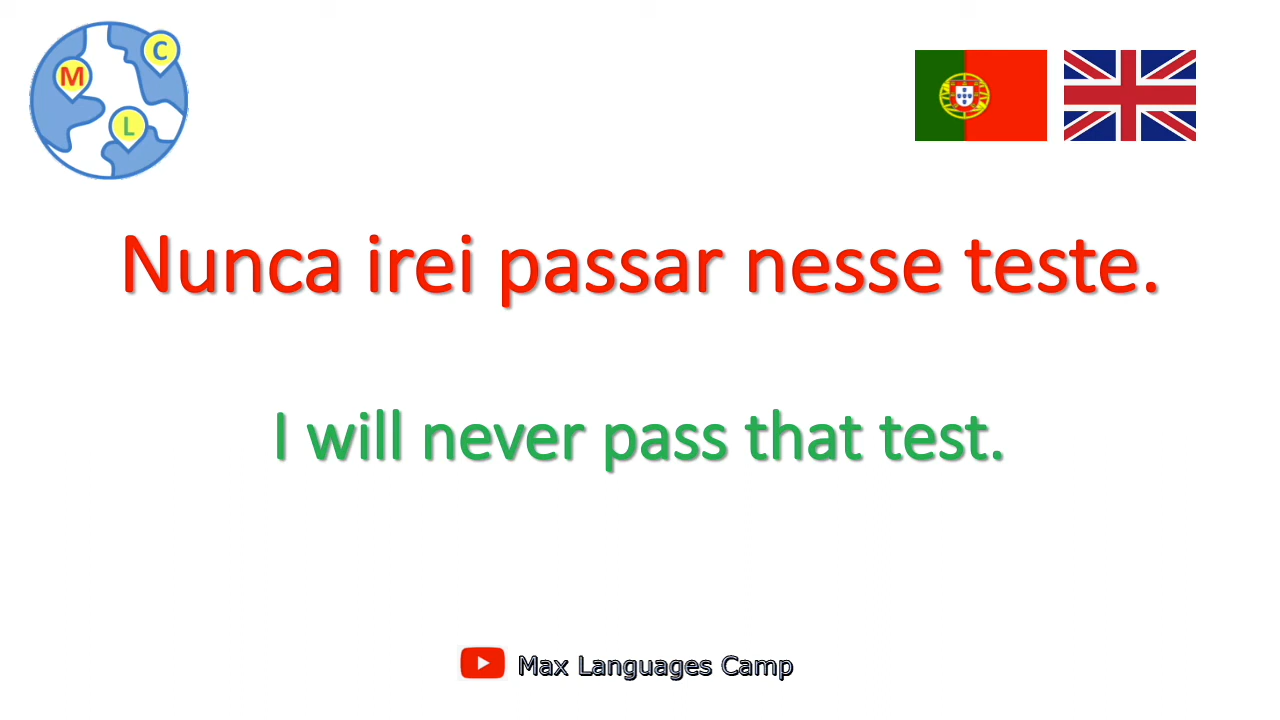 M
C
L
Nunca irei passar nesse teste.
I will never pass that test.
Max Languages Camp